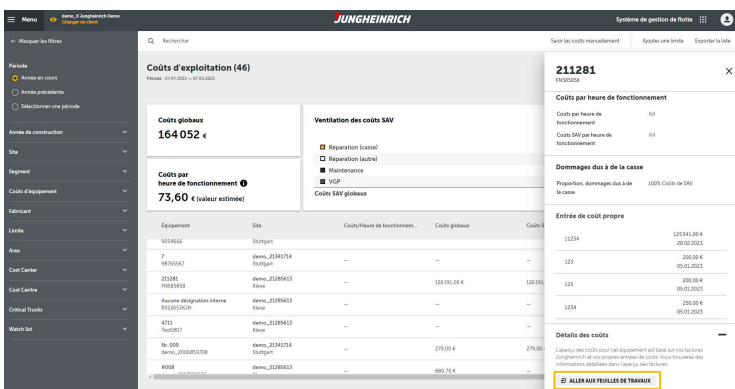 Menu
demo_0 Jungheinrich Demo
Changer de client
JUNGHEINRICH
Système de gestion de flotte
← Masquer les filtres
Période
Année en cours
Année précédente
Sélectionner une période
Année de construction
Site
Segment
Coûts d'équipement
Fabricant
Limite
Area
Cost Center
Cost Centre
Critical Trucks
Watch list
Rechercher
Saisir les coûts manuellement
Ajouter une limite
Exporter la liste
Coûts d'exploitation (46)
Période : 01.01.2023 — 07.03.2023
Coûts globaux
164 052 €
Coûts par
heure de fonctionnement
73,60 € (valeur estimée)
Ventilation des coûts SAV
Réparation (casse)
Réparation (autre)
Maintenance
VGP
Coûts SAV globaux
Équipement Site Coûts/Heure de fonctionnem... Coûts globaux Coûts S
9054666 Stuttgart
7 demo_21341714
98765567 Stuttgart
– – –
211281 demo_21285613
FN585858 Kleve
– 126 191,00 € 126 191,
Aucune désignation interne demo_21285613
Kleve
– – –
4711 demo_21285613
Test0817 Kleve
– – –
Nr. 009 demo_21341714
demo_2006859708 Stuttgart
– 279,00 € 279,00
#008 demo_21285613
– 880,70 €
211281
FN585858
Coûts par heure de fonctionnement
Coûts par heure de NA
fonctionnement
Coûts SAV par heure de NA
fonctionnement
Dommages dus à de la casse
Proportion, dommages dus à de 100% Coûts de SAV
la casse
Entrée de coût propre
11234 125 541,00 €
28.02.2023
123 200,00 €
05.01.2023
123 200,00 €
05.01.2023
1234 250,00 €
05.01.2023
Détails des coûts
L'aperçu des coûts pour cet équipement est basé sur vos factures
Jungheinrich et vos propres entrées de coûts. Vous trouverez des
informations détaillées dans l'aperçu des factures.
ALLER AUX FEUILLES DE TRAVAUX